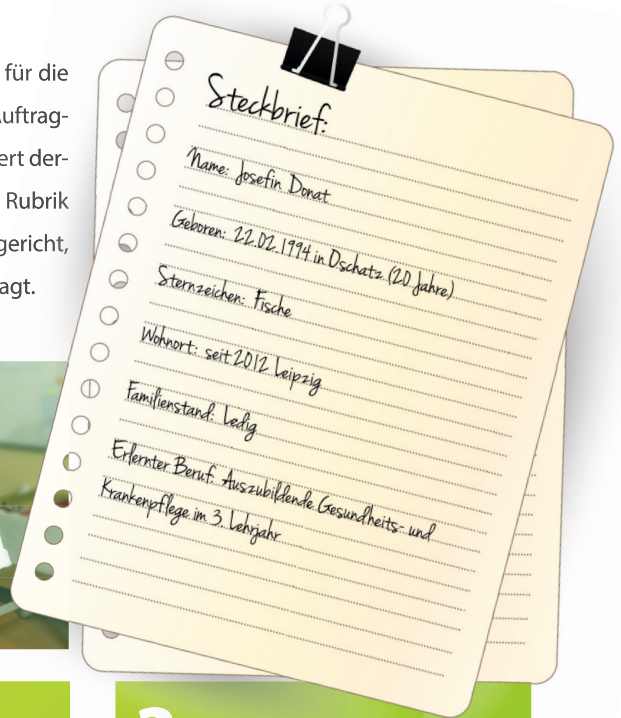 für die
uftrag-
ert der-
Rubrik
gericht,
agt.
Steckbrief:
Name: Josefin Donat
Geboren: 22.02.1994 in Oschatz (20 Jahre)
Sternzeichen: Fische
Wohnort: seit 2012 Leipzig
Familienstand: Ledig
Erlernter Beruf: Auszubildende Gesundheits- und
Krankenpflege im 3. Lehrjahr